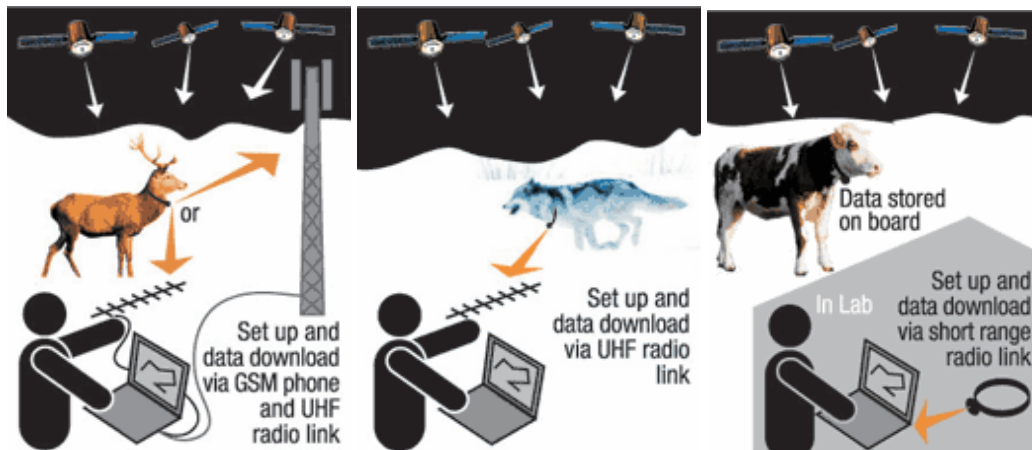 or
Set up and
data download
via GSM phone
and UHF
radio link
Set up and
data download
via UHF radio
link
Data stored
on board
In Lab
Set up and
data download
via short range
radio link